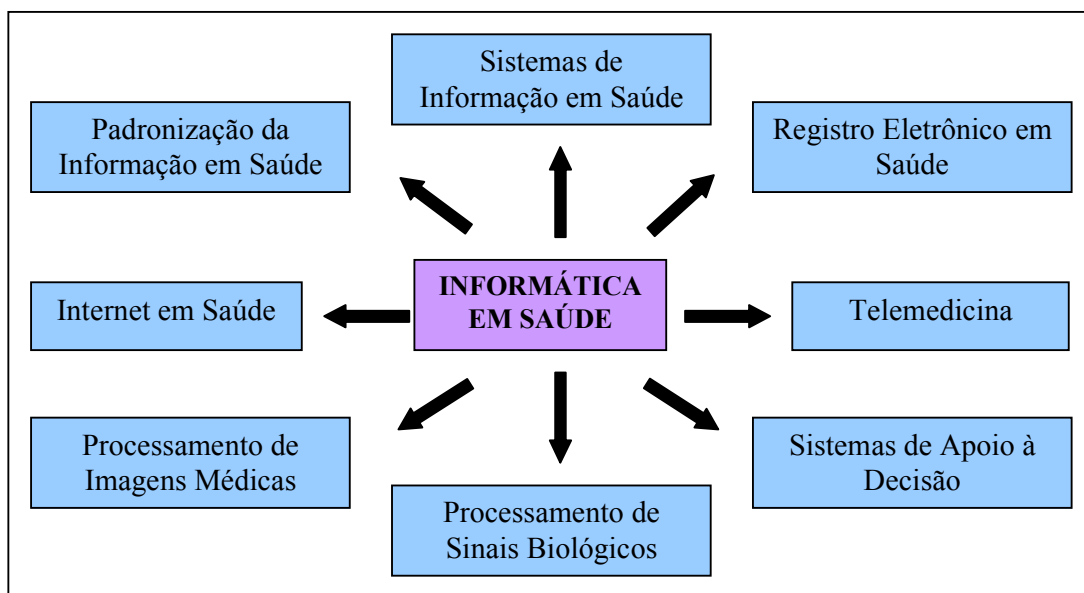 Sistemas de
Informação em Saúde
Padronização da
Informação em Saúde
Registro Eletrônico em
Saúde
Internet em Saúde
INFORMÁTICA
EM SAÚDE
Telemedicina
Processamento de
Imagens Médicas
Sistemas de Apoio à
Decisão
Processamento de
Sinais Biológicos